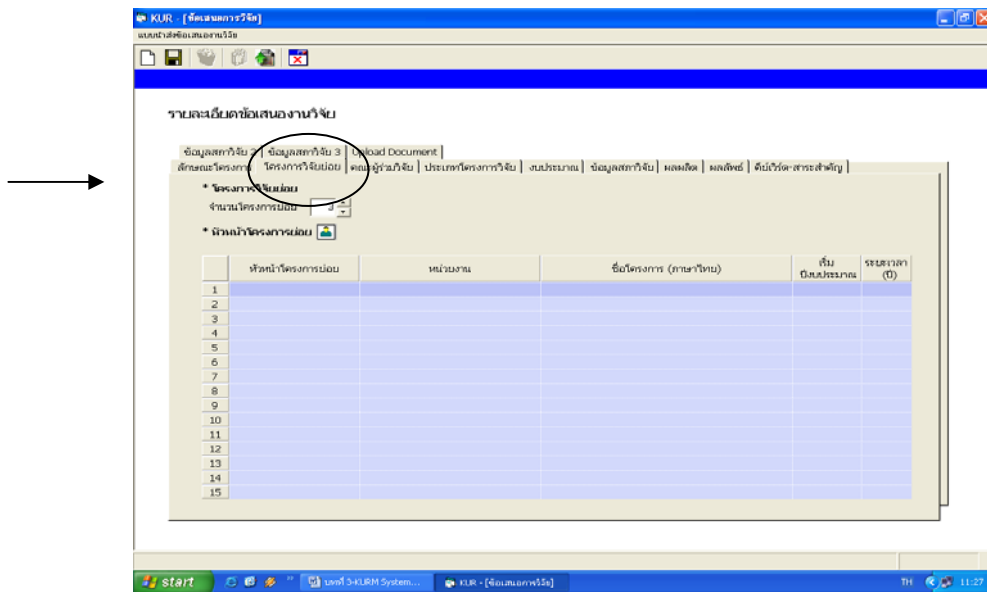 KUR - [ข้อเสนอการวิจัย]
แบบนำส่งข้อเสนองานวิจัย
รายละเอียดข้อเสนองานวิจัย
ข้อมูลสภาวิจัย 2 ข้อมูลสภาวิจัย 3 Upload Document
ลักษณะโครงการ โครงการวิจัยย่อย คณะผู้ร่วมวิจัย ประเภทโครงการวิจัย งบประมาณ ข้อมูลสภาวิจัย ผลผลิต ผลลัพธ์ คีย์เวิร์ด-สาระสำคัญ
* โครงการวิจัยย่อย
จำนวนโครงการย่อย 3
* หัวหน้าโครงการย่อย
หัวหน้าโครงการย่อย หน่วยงาน ชื่อโครงการ (ภาษาไทย) เริ่มปีงบประมาณ ระยะเวลา (ปี)
1
2
3
4
5
6
7
8
9
10
11
12
13
14
15
start บทที่ 3-KURM System... KUR - [ข้อเสนอการวิจัย] TH 11:27